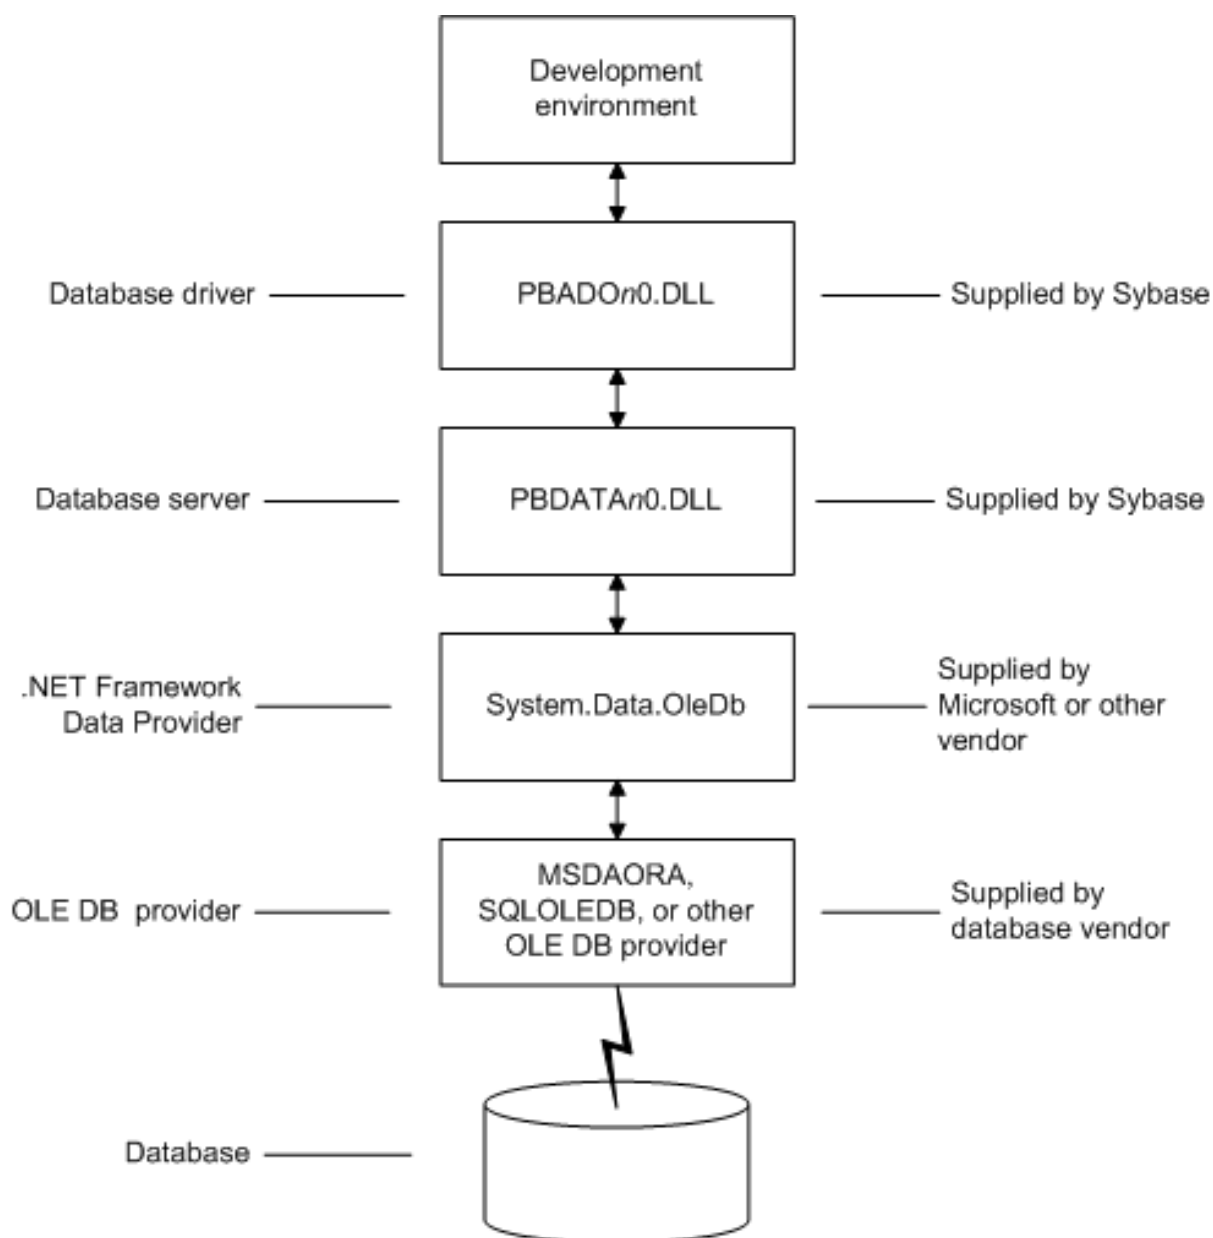 Development
environment
Database driver
PBADOn0.DLL
Supplied by Sybase
Database server
PBDATAn0.DLL
Supplied by Sybase
.NET Framework
Data Provider
System.Data.OleDb
Supplied by
Microsoft or other
vendor
OLE DB provider
MSDAORA,
SQLOLEDB, or other
OLE DB provider
Supplied by
database vendor
Database